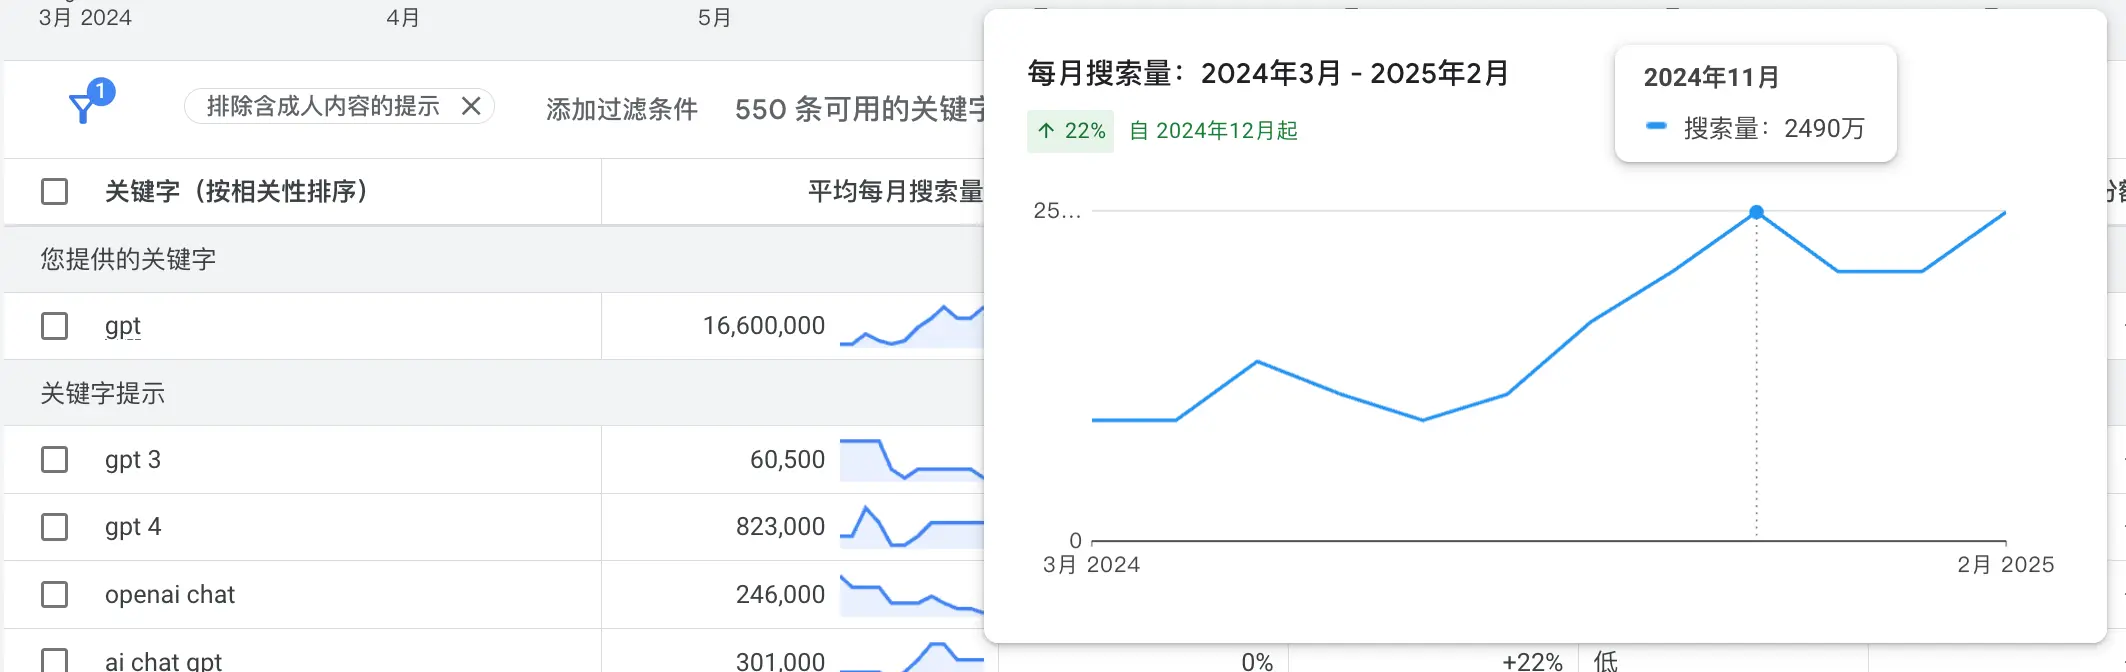 3月 2024
4月
5月
1
排除含成人内容的提示
添加过滤条件
550 条可用的关键字
关键字（按相关性排序）
平均每月搜索量
您提供的关键字
gpt
16,600,000
关键字提示
gpt 3
60,500
gpt 4
823,000
openai chat
246,000
ai chat gpt
301,000
0%
+22%
低
每月搜索量：2024年3月 - 2025年2月
22%
自 2024年12月起
2024年11月
搜索量：2490万
25...
0
3月 2024
2月 2025